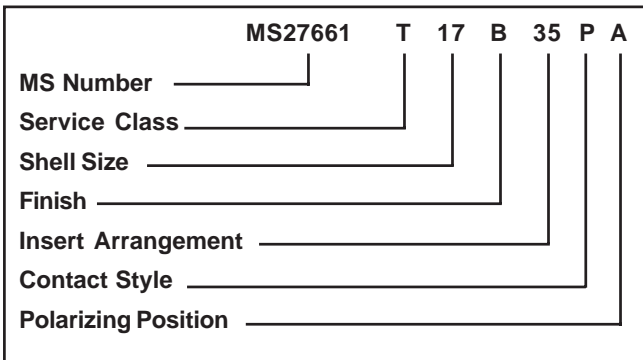 MS27661 T 17 B 35 P A
MS Number
Service Class
Shell Size
Finish
Insert Arrangement
Contact Style
Polarizing Position